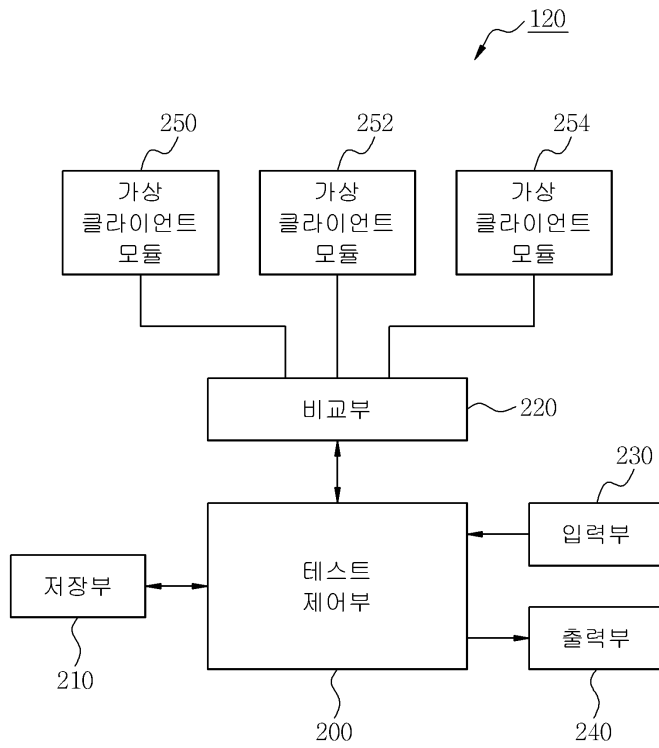 120
250
252
254
가상
클라이언트
모듈
가상
클라이언트
모듈
가상
클라이언트
모듈
비교부
220
230
입력부
테스트
제어부
저장부
출력부
210
200
240